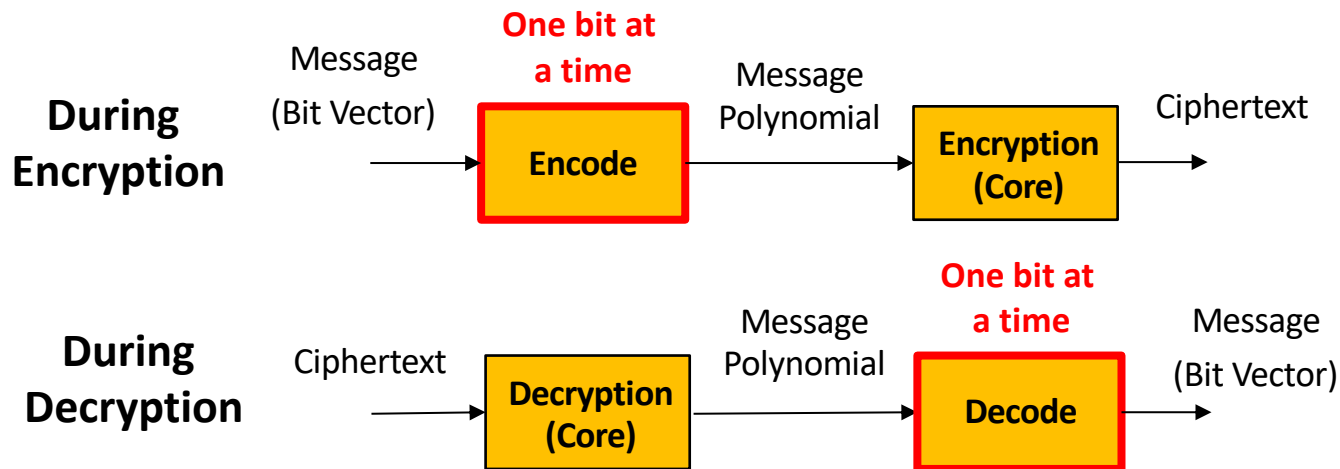 One bit at
a time
Message
(Bit Vector)
Message
Polynomial
Ciphertext
During
Encryption
Encode
Encryption
(Core)
One bit at
a time
Message
Polynomial
Message
(Bit Vector)
During
Decryption
Ciphertext
Decryption
(Core)
Decode